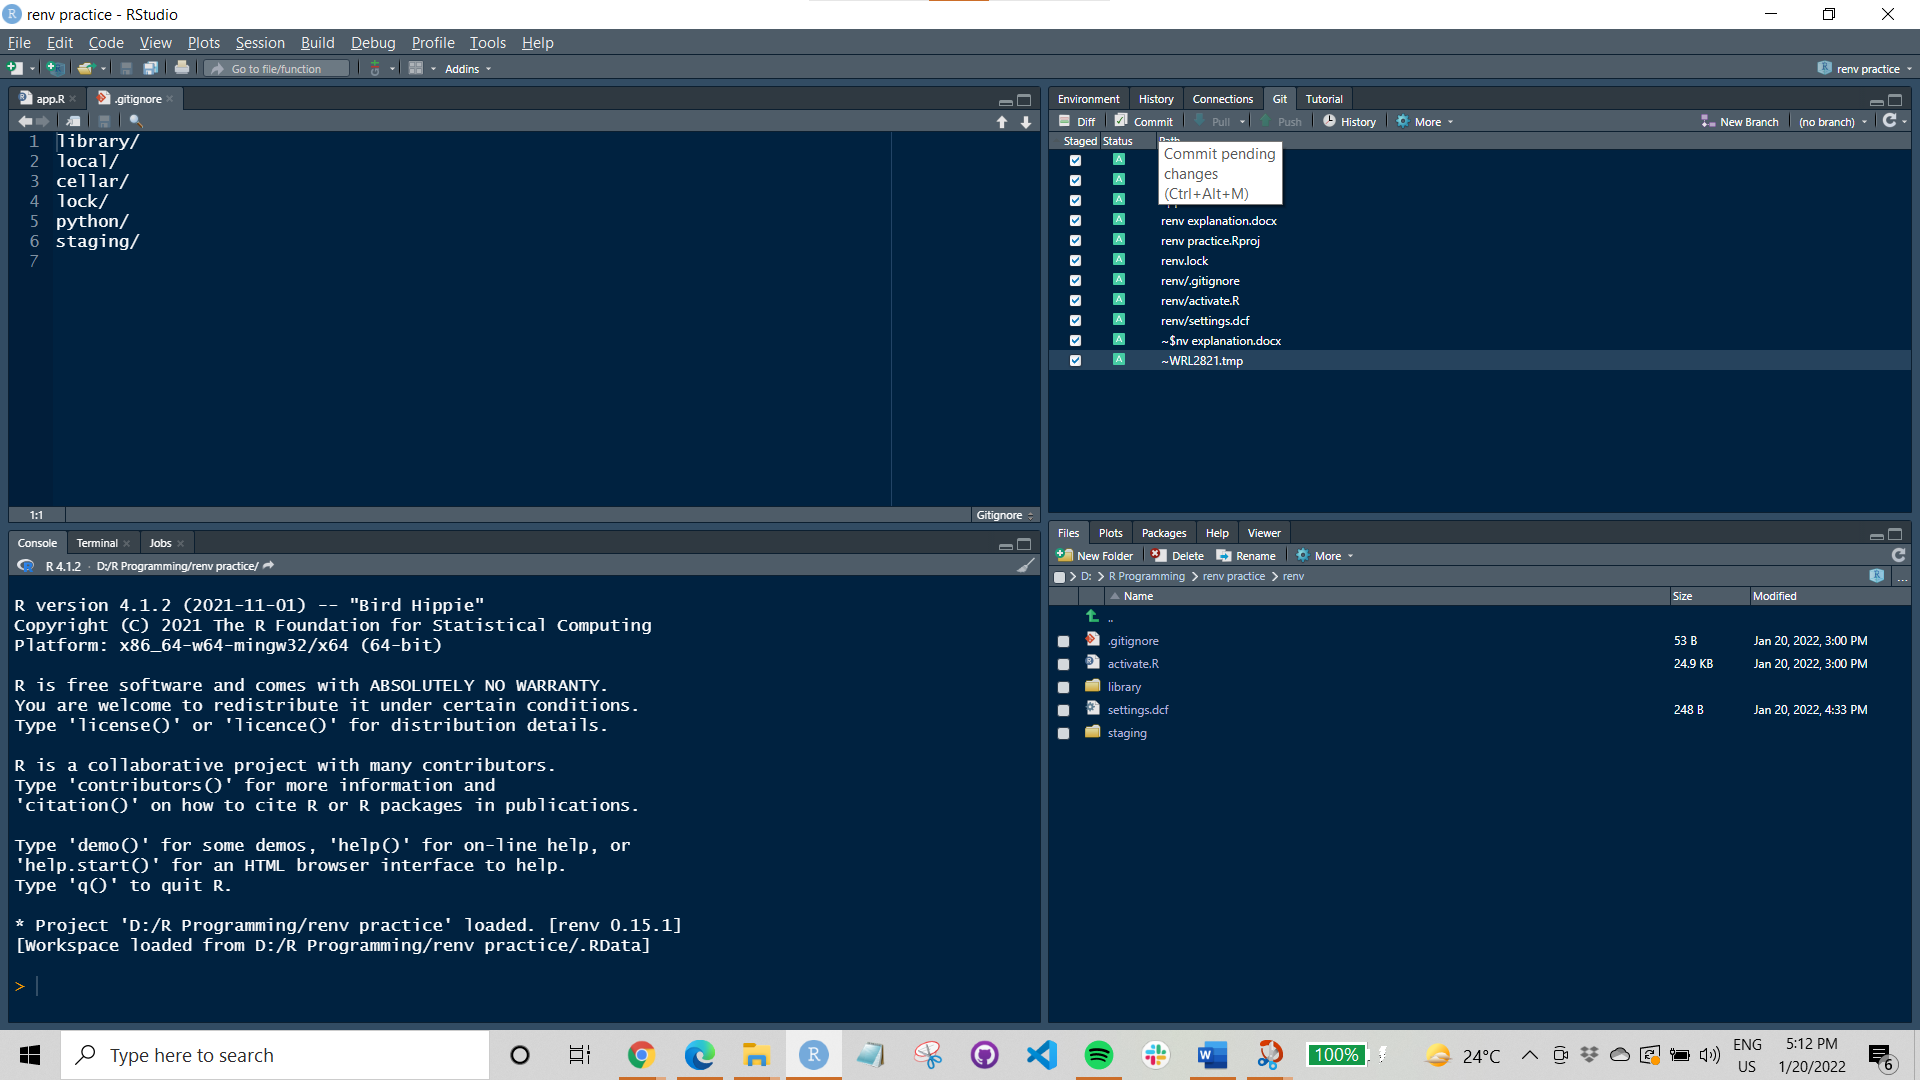 renv practice - RStudio
File Edit Code View Plots Session Build Debug Profile Tools Help
Go to file/function Addins renv practice
app.R .gitignore
1 library/
2 local/
3 cellar/
4 lock/
5 python/
6 staging/
7
1:1 Gitignore
Console Terminal Jobs
R 4.1.2 · D:/R Programming/renv practice/
R version 4.1.2 (2021-11-01) -- "Bird Hippie"
Copyright (C) 2021 The R Foundation for Statistical Computing
Platform: x86_64-w64-mingw32/x64 (64-bit)
R is free software and comes with ABSOLUTELY NO WARRANTY.
You are welcome to redistribute it under certain conditions.
Type 'license()' or 'licence()' for distribution details.
R is a collaborative project with many contributors.
Type 'contributors()' for more information and
'citation()' on how to cite R or R packages in publications.
Type 'demo()' for some demos, 'help()' for on-line help, or
'help.start()' for an HTML browser interface to help.
Type 'q()' to quit R.
* Project 'D:/R Programming/renv practice' loaded. [renv 0.15.1]
[Workspace loaded from D:/R Programming/renv practice/.RData]
>
Environment History Connections Git Tutorial
Diff Commit Pull Push History More New Branch (no branch)
Staged Status Path
Commit pending
changes
(Ctrl+Alt+M)
A
A
A
A renv explanation.docx
A renv practice.Rproj
A renv.lock
A renv/.gitignore
A renv/activate.R
A renv/settings.dcf
A ~$nv explanation.docx
A ~WRL2821.tmp
Files Plots Packages Help Viewer
New Folder Delete Rename More
D: R Programming renv practice renv
Name Size Modified
..
.gitignore 53 B Jan 20, 2022, 3:00 PM
activate.R 24.9 KB Jan 20, 2022, 3:00 PM
library
settings.dcf 248 B Jan 20, 2022, 4:33 PM
staging
Type here to search
100%
24°C
ENG
US
5:12 PM
1/20/2022
6